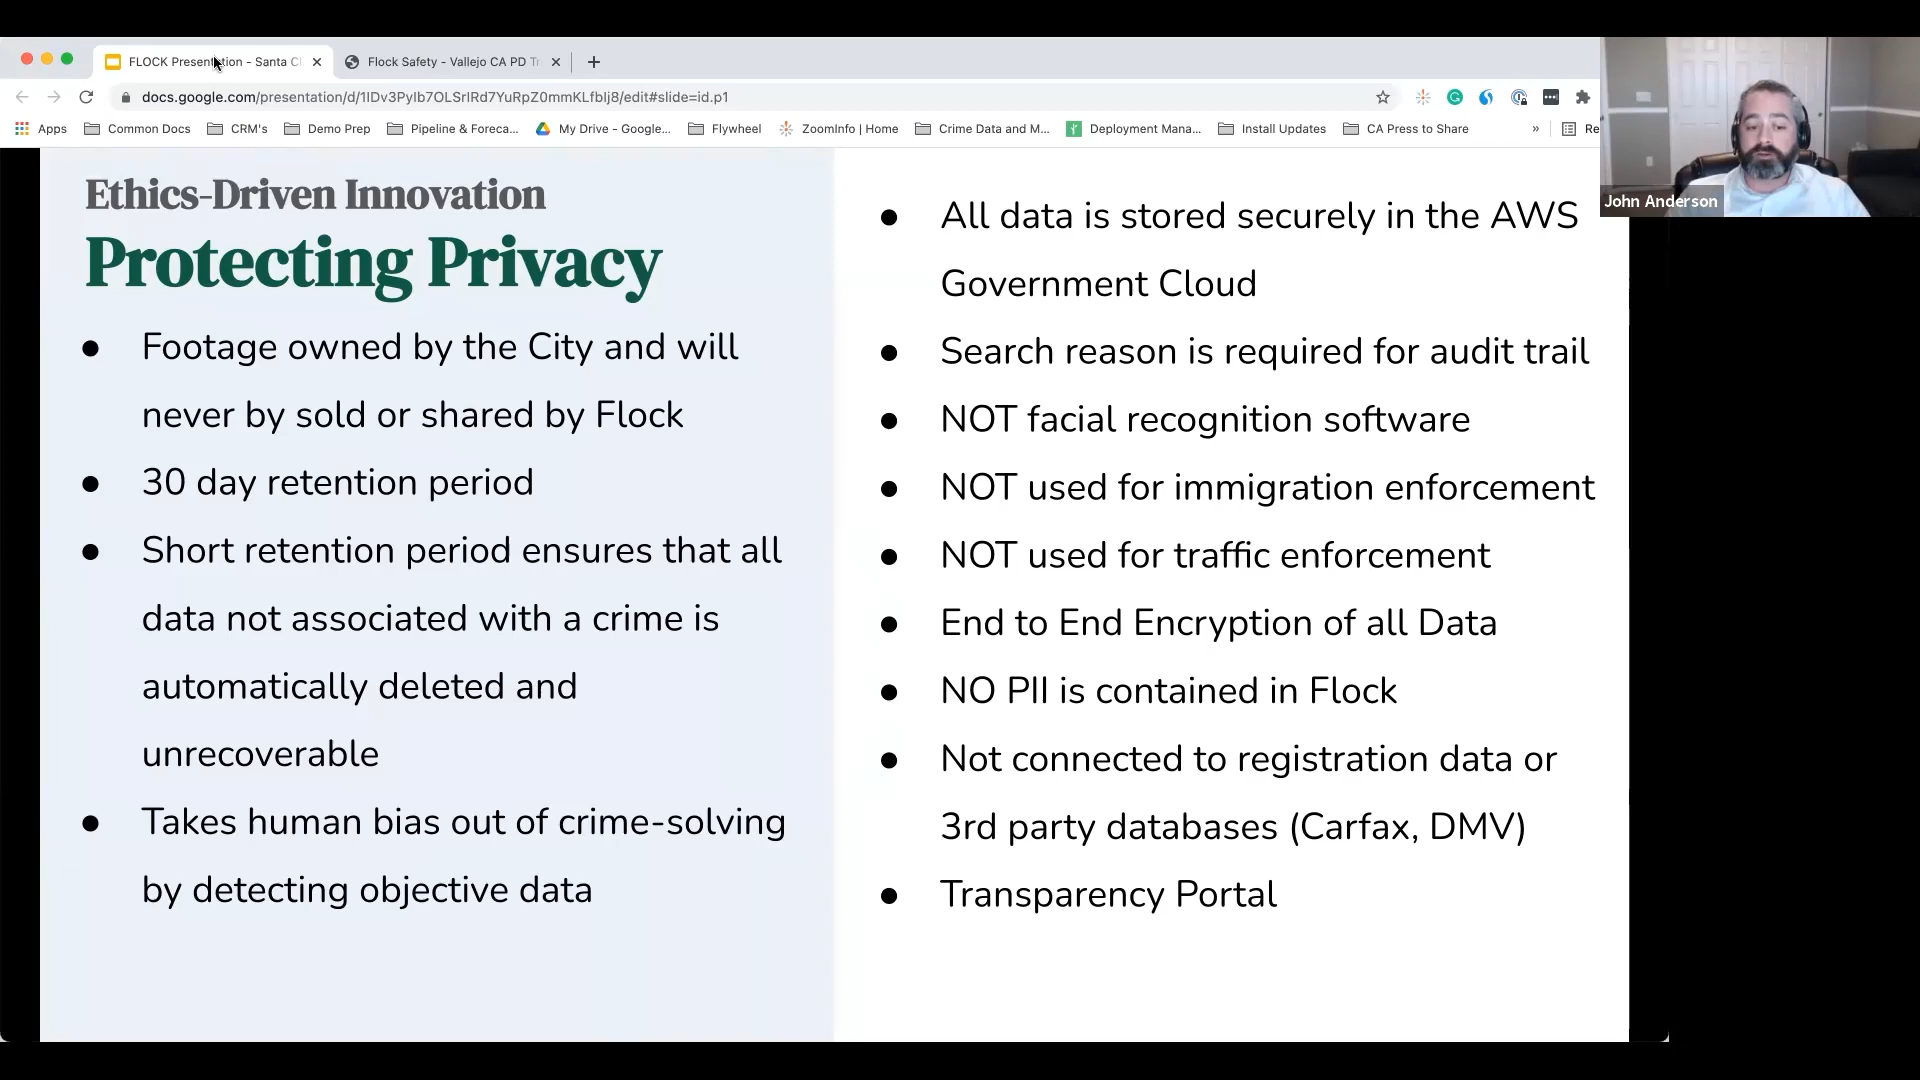 FLOCK Presentation - Santa Cl
Flock Safety - Vallejo CA PD Tr
docs.google.com/presentation/d/1IDv3PyIb7OLSrlRd7YuRpZ0mmKLfbIj8/edit#slide=id.p1
Apps
Common Docs
CRM's
Demo Prep
Pipeline & Foreca...
My Drive - Google...
Flywheel
ZoomInfo | Home
Crime Data and M...
Deployment Mana...
Install Updates
CA Press to Share
»
Re
John Anderson
Ethics-Driven Innovation
Protecting Privacy
● Footage owned by the City and will
never by sold or shared by Flock
● 30 day retention period
● Short retention period ensures that all
data not associated with a crime is
automatically deleted and
unrecoverable
● Takes human bias out of crime-solving
by detecting objective data
● All data is stored securely in the AWS
Government Cloud
● Search reason is required for audit trail
● NOT facial recognition software
● NOT used for immigration enforcement
● NOT used for traffic enforcement
● End to End Encryption of all Data
● NO PII is contained in Flock
● Not connected to registration data or
3rd party databases (Carfax, DMV)
● Transparency Portal